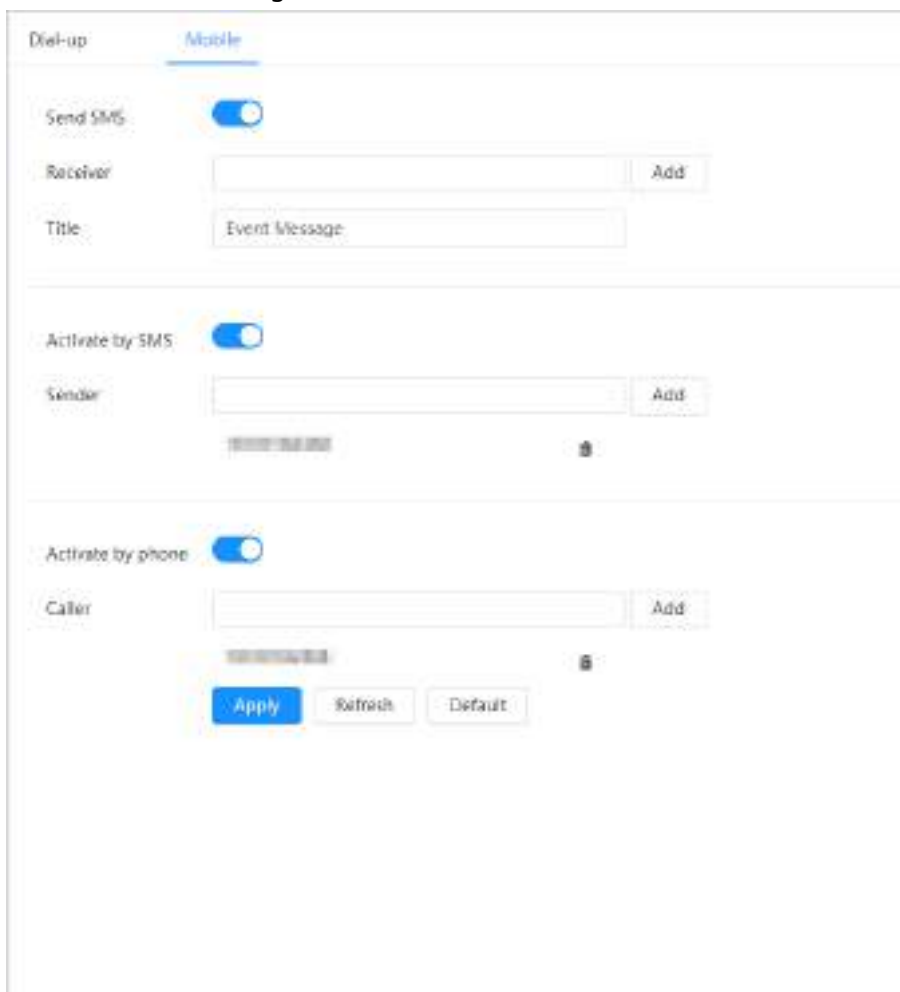 Dial-up Mobile
Send SMS
Receiver Add
Title Event Message
Activate by SMS
Sender Add
Activate by phone
Caller Add
Apply Refresh Default